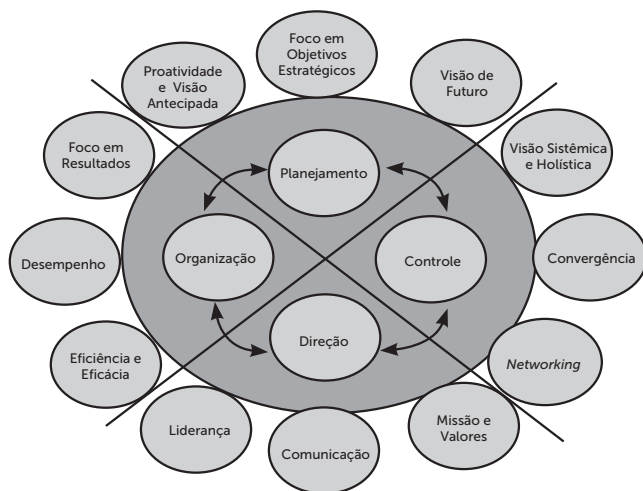 Foco em
Objetivos
Estratégicos
Proatividade
e Visão
Antecipada
Visão de
Futuro
Foco em
Resultados
Visão Sistêmica
e Holística
Planejamento
Desempenho
Organização
Controle
Convergência
Direção
Eficiência e
Eficácia
Networking
Liderança
Comunicação
Missão e
Valores